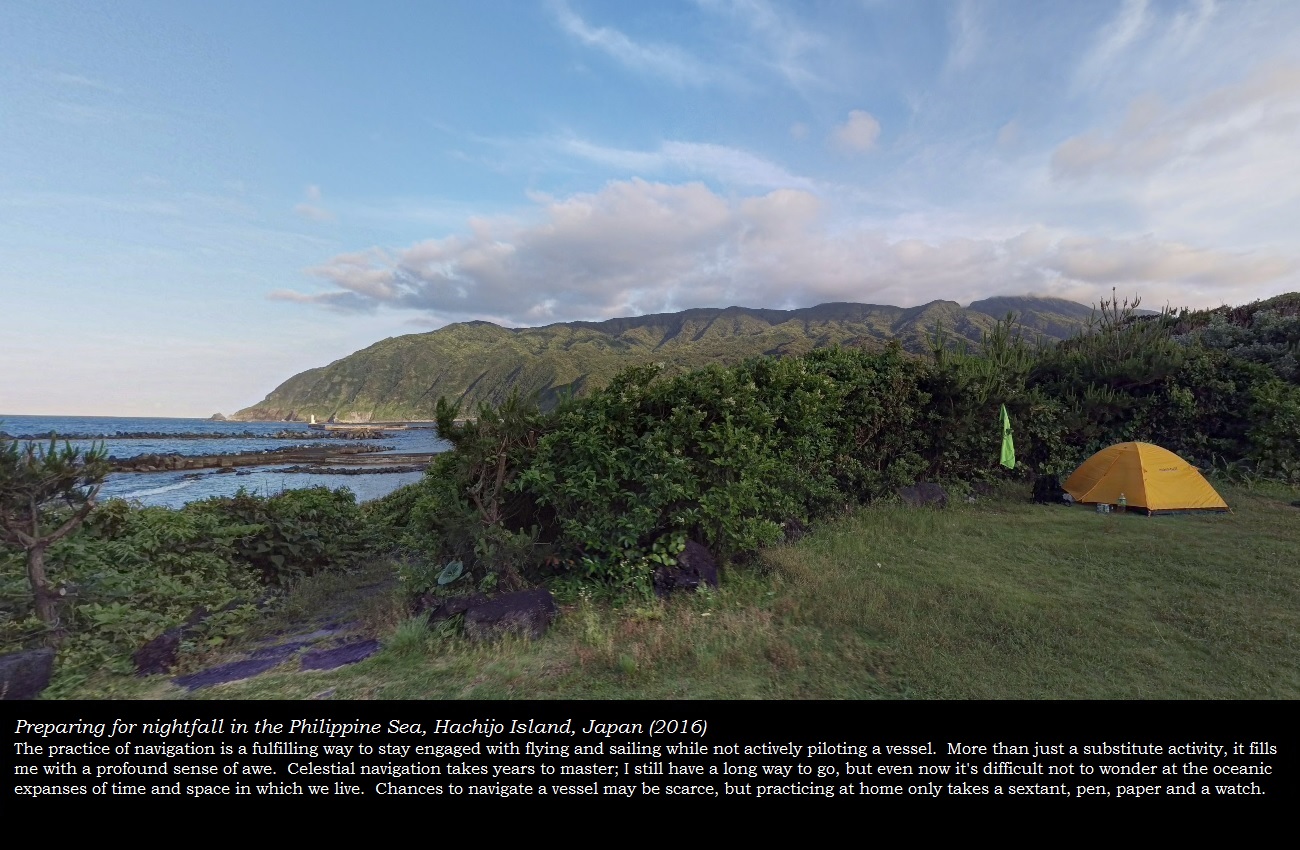 Preparing for nightfall in the Philippine Sea, Hachijo Island, Japan (2016)
The practice of navigation is a fulfilling way to stay engaged with flying and sailing while not actively piloting a vessel.  More than just a substitute activity, it fills
me with a profound sense of awe.  Celestial navigation takes years to master; I still have a long way to go, but even now it's difficult not to wonder at the oceanic
expanses of time and space in which we live.  Chances to navigate a vessel may be scarce, but practicing at home only takes a sextant, pen, paper and a watch.